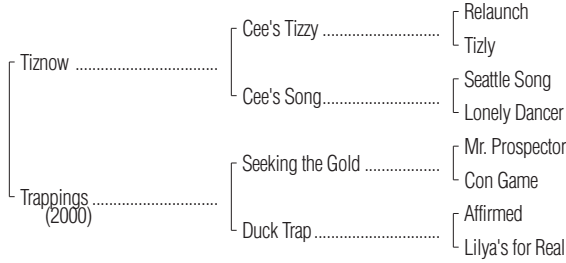 Relaunch
Cee's Tizzy ..............................
Tizly
Tiznow ....................................
Seattle Song
Cee's Song..............................
Lonely Dancer
Mr. Prospector
Seeking the Gold ...................
Con Game
Trappings ................................
(2000)
Affirmed
Duck Trap................................
Lilya's for Real